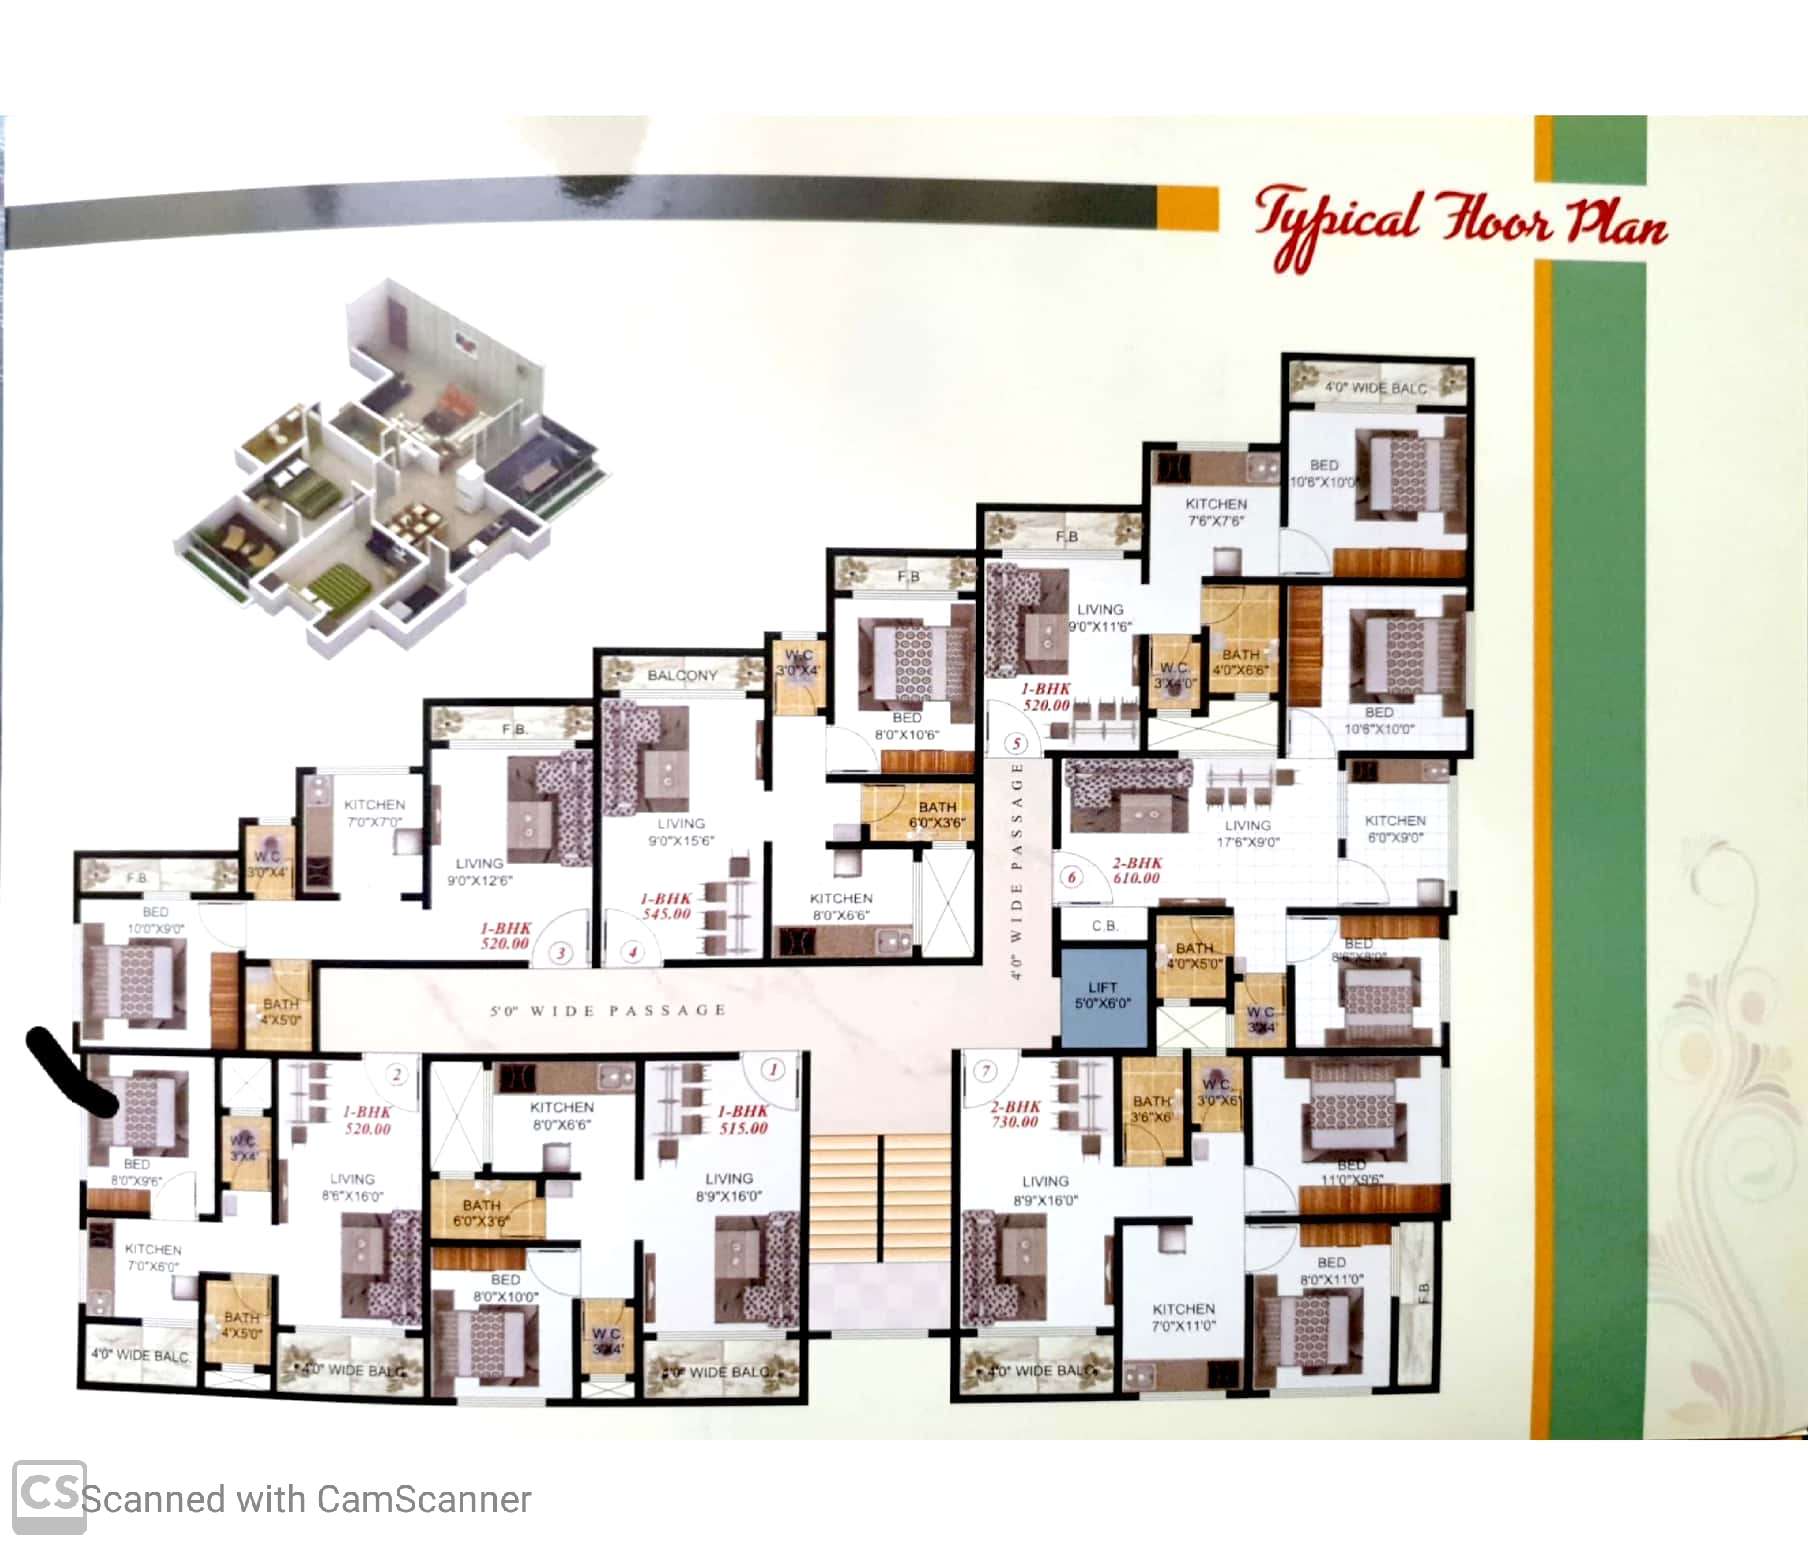 Typical Floor Plan
4'0" WIDE BALC.
BED
10'6"X10'0"
KITCHEN
7'6"X7'6"
F.B
LIVING
9'0"X11'6"
1-BHK
520.00
5
W.C.
3'X4'0"
BATH
4'0"X6'6"
BED
10'6"X10'0"
F.B
BED
8'0"X10'6"
W.C
3'0"X4'
BATH
6'0"X3'6"
KITCHEN
8'0"X6'6"
BALCONY
LIVING
9'0"X15'6"
1-BHK
545.00
4
F.B.
LIVING
9'0"X12'6"
1-BHK
520.00
3
KITCHEN
7'0"X7'0"
W.C.
3'0"X4'
F.B.
BED
10'0"X9'0"
BATH
4'X5'0"
5'0" WIDE PASSAGE
4'0" WIDE PASSAGE
LIVING
17'6"X9'0"
2-BHK
610.00
6
KITCHEN
6'0"X9'0"
C.B.
LIFT
5'0"X6'0"
BATH
4'0"X5'0"
W.C.
3'X4'
BED
8'6"X8'0"
BED
8'0"X9'6"
W.C.
3'X4'
2
1-BHK
520.00
LIVING
8'6"X16'0"
KITCHEN
7'0"X6'0"
BATH
4'X5'0"
4'0" WIDE BALC.
4'0" WIDE BALC.
KITCHEN
8'0"X6'6"
BATH
6'0"X3'6"
BED
8'0"X10'0"
W.C.
3'X4'
1
1-BHK
515.00
LIVING
8'9"X16'0"
4'0" WIDE BALC.
7
2-BHK
730.00
LIVING
8'9"X16'0"
4'0" WIDE BALC.
BATH
3'6"X6'
W.C.
3'0"X6'
BED
11'0"X9'6"
KITCHEN
7'0"X11'0"
BED
8'0"X11'0"
F.B.
CS Scanned with CamScanner